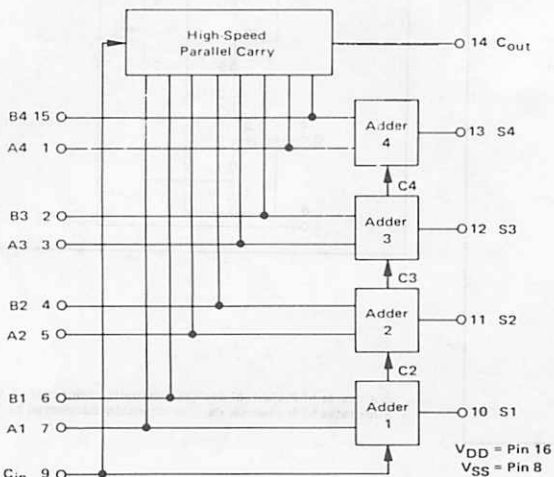 High-Speed
Parallel Carry
14 Cout
B4 15
A4 1
Adder
4
13 S4
C4
B3 2
A3 3
Adder
3
12 S3
C3
B2 4
A2 5
Adder
2
11 S2
C2
B1 6
A1 7
Adder
1
10 S1
Cin 9
VDD = Pin 16
VSS = Pin 8